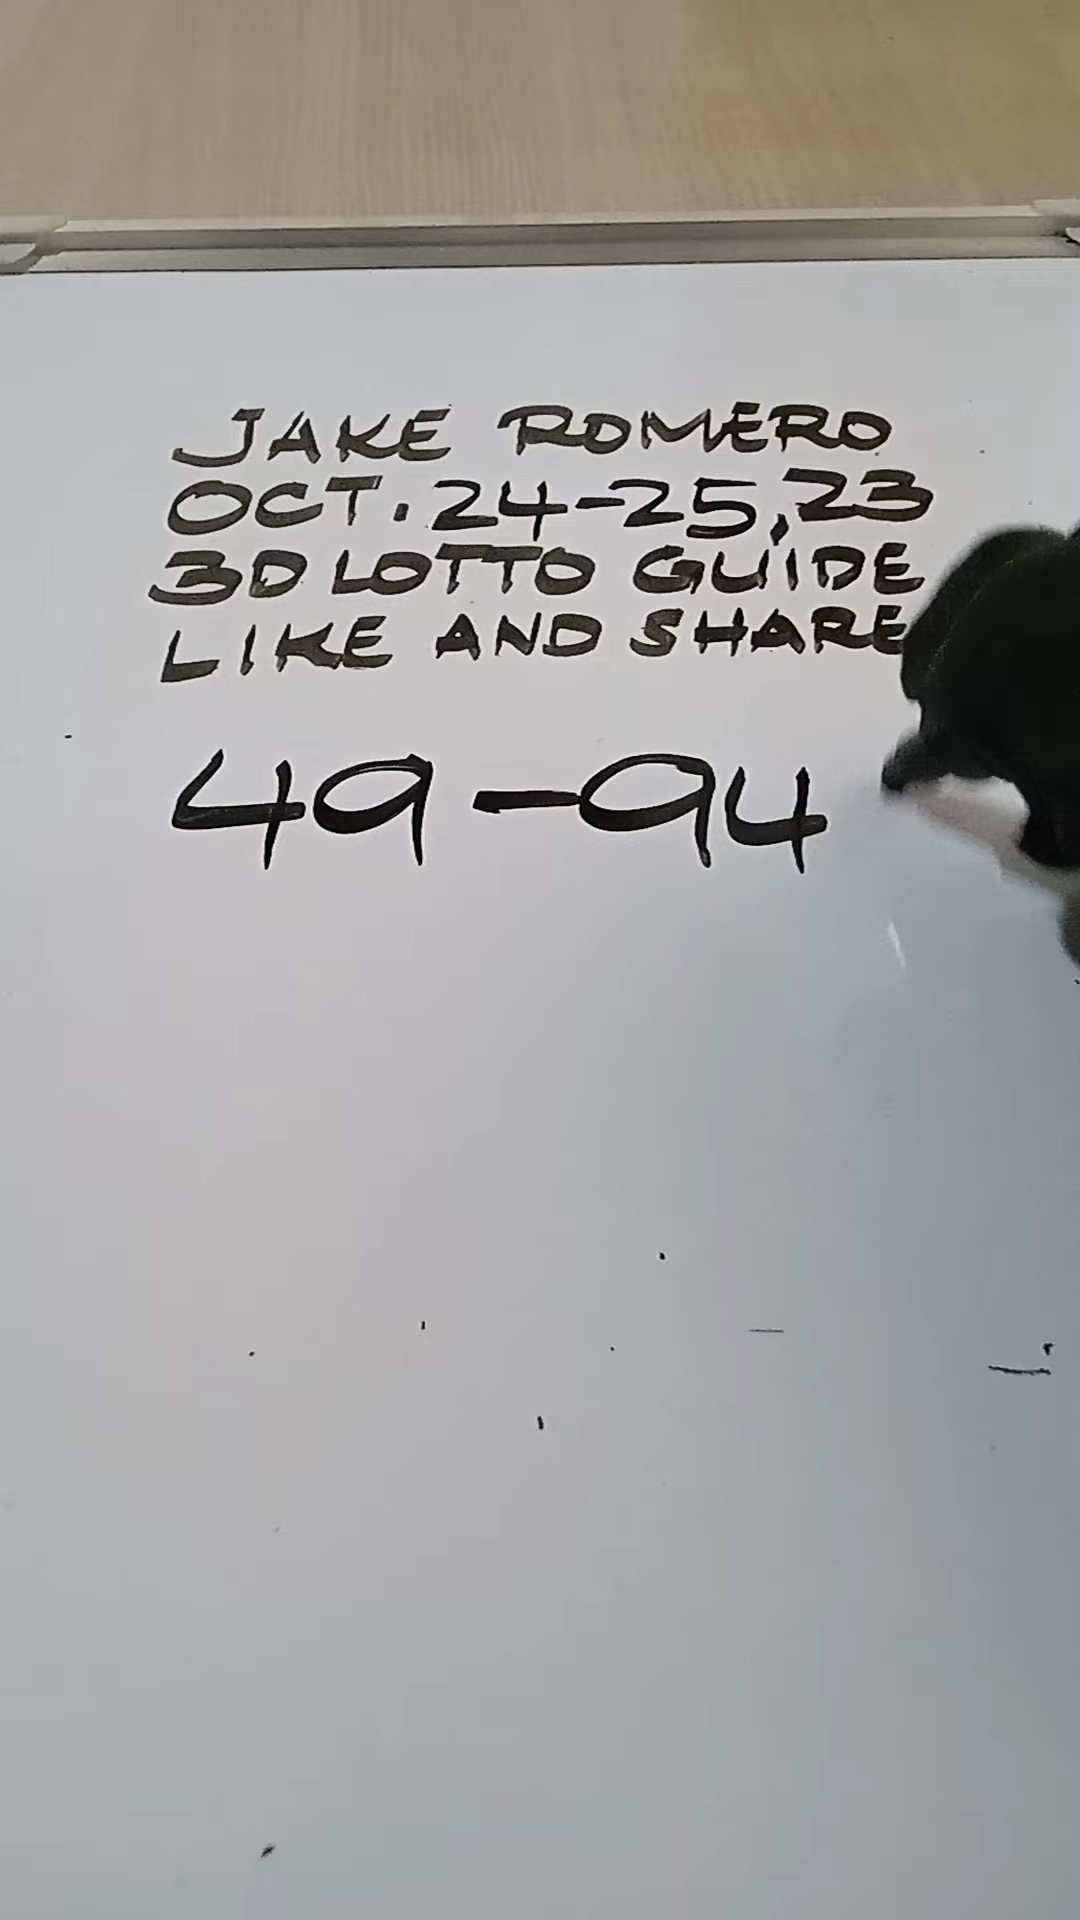 JAKE ROMERO
OCT. 24-25, 23
3D LOTTO GUIDE
LIKE AND SHARE
49-94